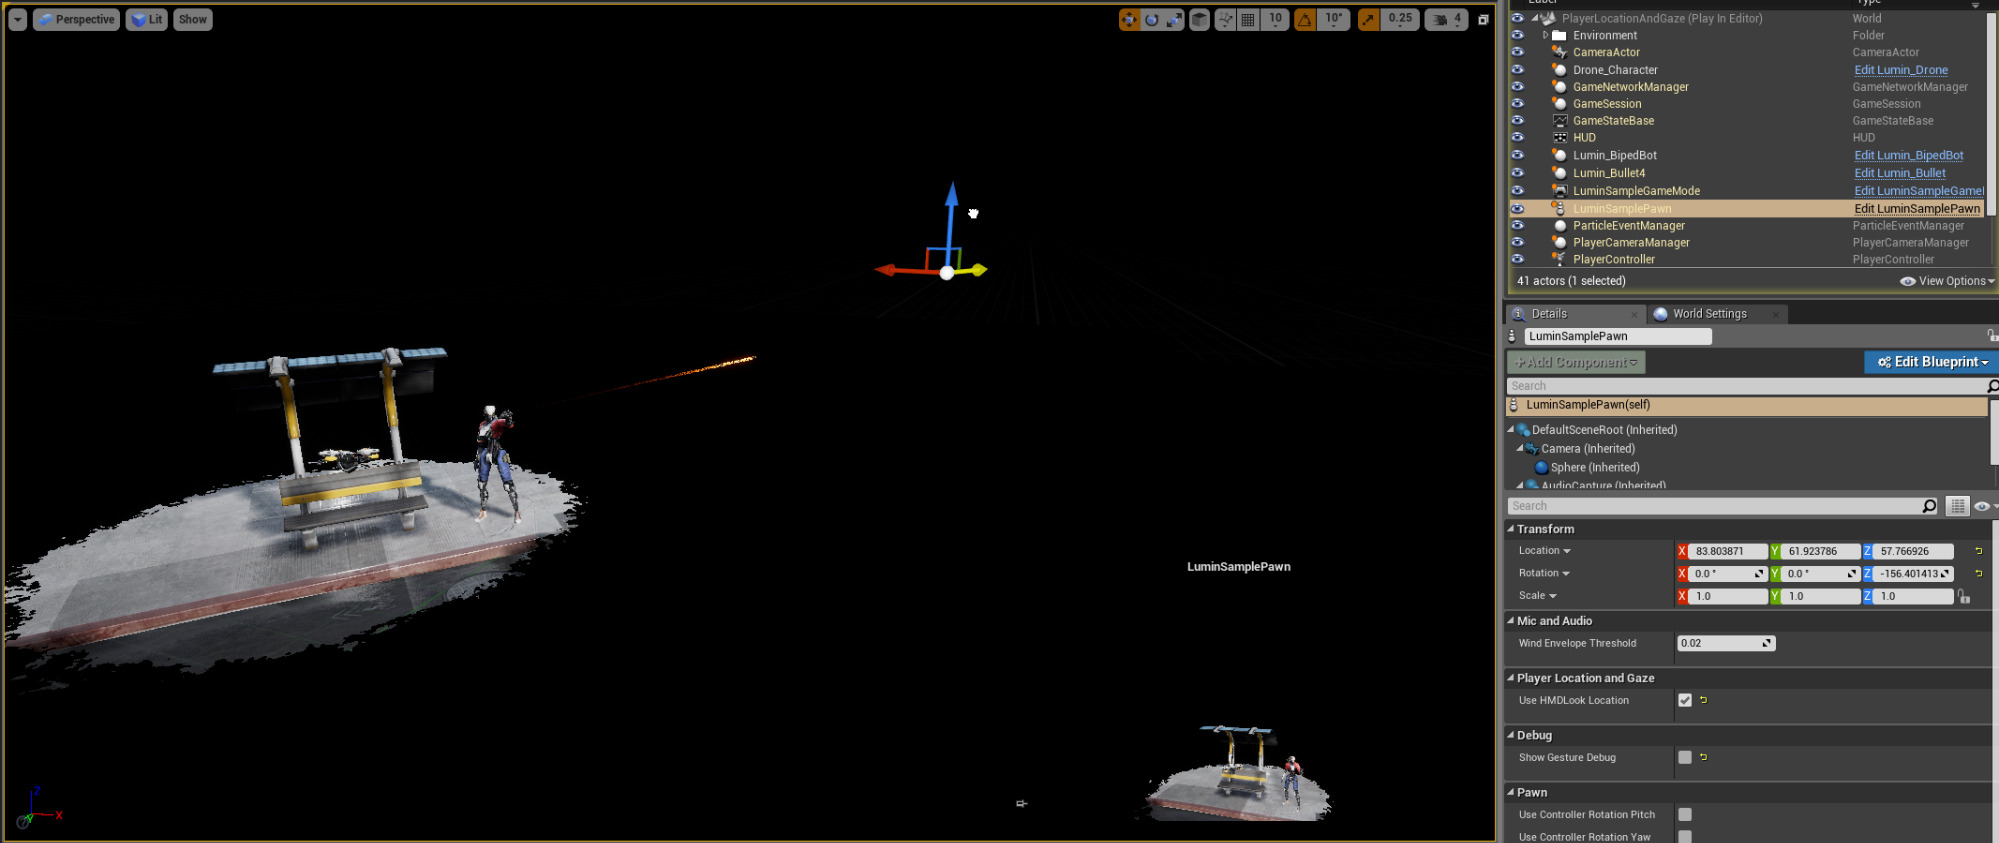 Perspective Lit Show
10 10° 0.25 4
Label Type
PlayerLocationAndGaze (Play In Editor) World
Environment Folder
CameraActor CameraActor
Drone_Character Edit Lumin_Drone
GameNetworkManager GameNetworkManager
GameSession GameSession
GameStateBase GameStateBase
HUD HUD
Lumin_BipedBot Edit Lumin_BipedBot
Lumin_Bullet4 Edit Lumin_Bullet
LuminSampleGameMode Edit LuminSampleGame
LuminSamplePawn Edit LuminSamplePawn
ParticleEventManager ParticleEventManager
PlayerCameraManager PlayerCameraManager
PlayerController PlayerController
41 actors (1 selected) View Options
Details World Settings
LuminSamplePawn
+Add Component Edit Blueprint
Search
LuminSamplePawn(self)
DefaultSceneRoot (Inherited)
Camera (Inherited)
Sphere (Inherited)
AudioCapture (Inherited)
Search
Transform
Location X 83.803871 Y 61.923786 Z 57.766926
Rotation X 0.0 ° Y 0.0 ° Z -156.401413
Scale X 1.0 Y 1.0 Z 1.0
Mic and Audio
Wind Envelope Threshold 0.02
Player Location and Gaze
Use HMDLook Location
Debug
Show Gesture Debug
Pawn
Use Controller Rotation Pitch
Use Controller Rotation Yaw
LuminSamplePawn
Z
Y X